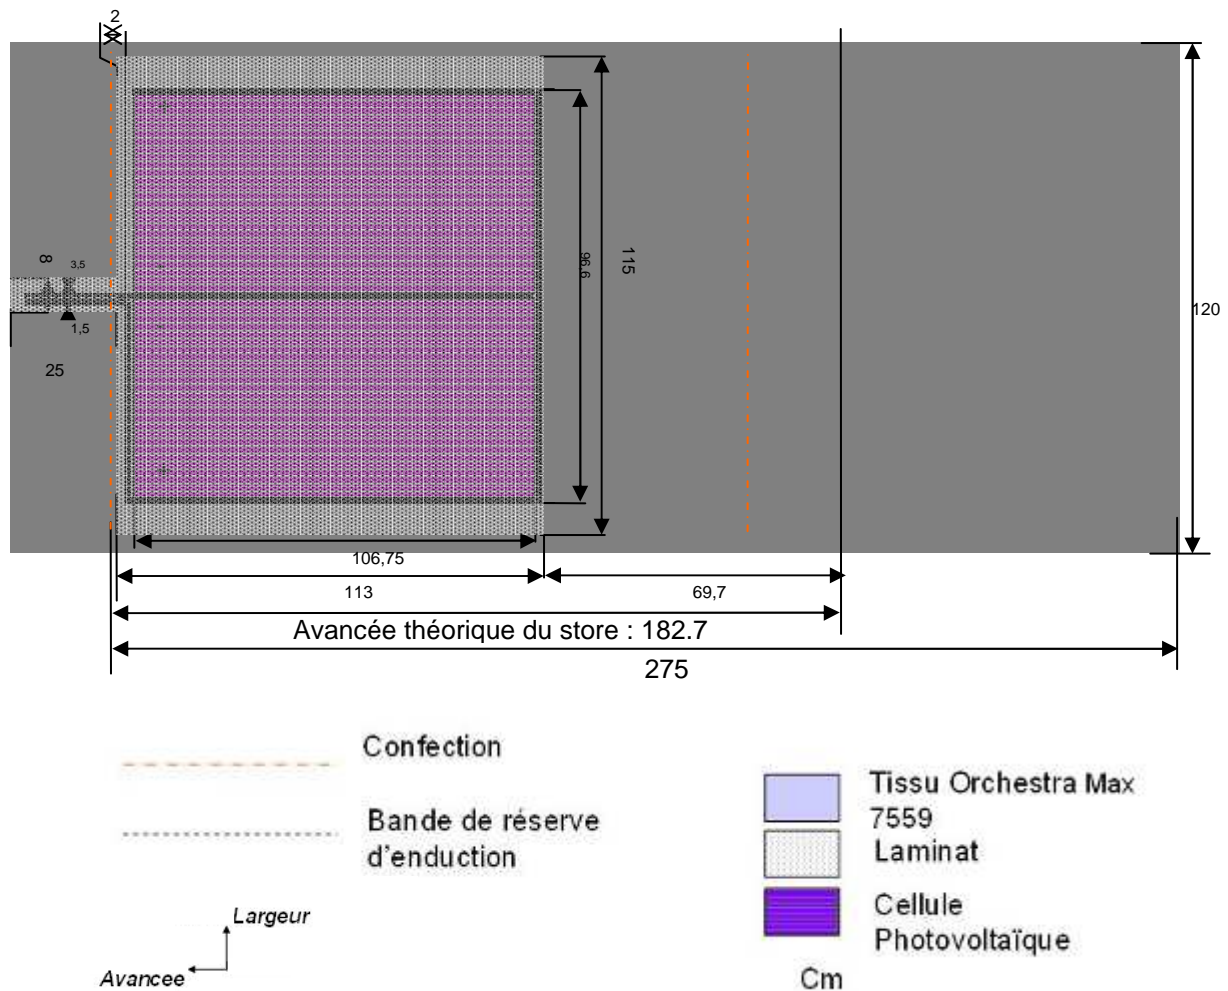 2
8
3,5
1,5
25
96,6
115
120
106,75
113
69,7
Avancée théorique du store : 182.7
275
Confection
Bande de réserve
d'enduction
Tissu Orchestra Max
7559
Laminat
Cellule
Photovoltaïque
Largeur
Avancee
Cm